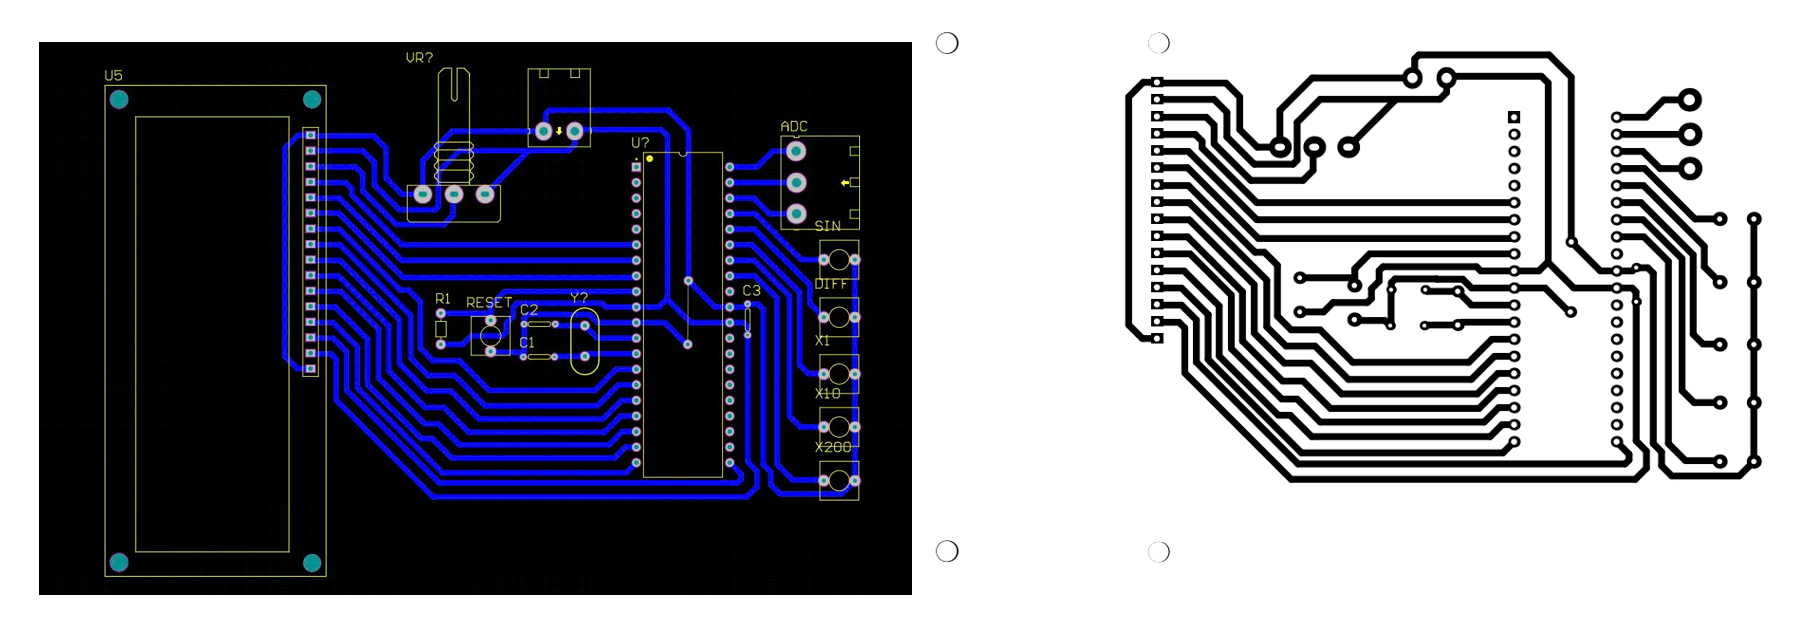 VR?
U5
ADC
U?
SIN
DIFF
C3
R1
RESET
Y?
C2
C1
X1
X10
X200